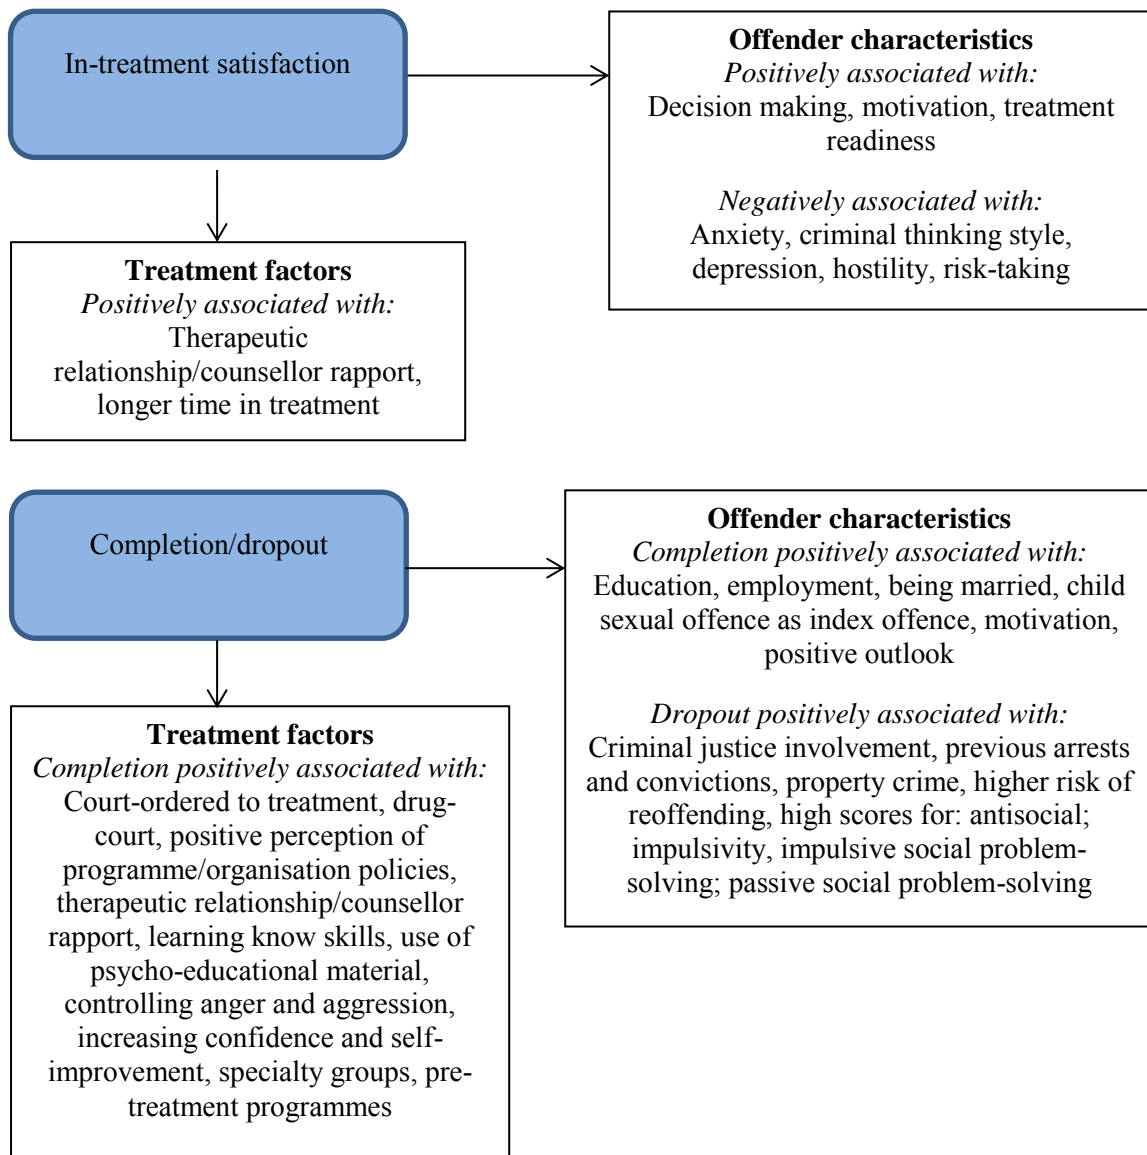 In-treatment satisfaction
Offender characteristics
Positively associated with:
Decision making, motivation, treatment
readiness
Negatively associated with:
Anxiety, criminal thinking style,
depression, hostility, risk-taking
Treatment factors
Positively associated with:
Therapeutic
relationship/counsellor rapport,
longer time in treatment
Completion/dropout
Offender characteristics
Completion positively associated with:
Education, employment, being married, child
sexual offence as index offence, motivation,
positive outlook
Dropout positively associated with:
Criminal justice involvement, previous arrests
and convictions, property crime, higher risk of
reoffending, high scores for: antisocial;
impulsivity, impulsive social problem-
solving; passive social problem-solving
Treatment factors
Completion positively associated with:
Court-ordered to treatment, drug-
court, positive perception of
programme/organisation policies,
therapeutic relationship/counsellor
rapport, learning know skills, use of
psycho-educational material,
controlling anger and aggression,
increasing confidence and self-
improvement, specialty groups, pre-
treatment programmes